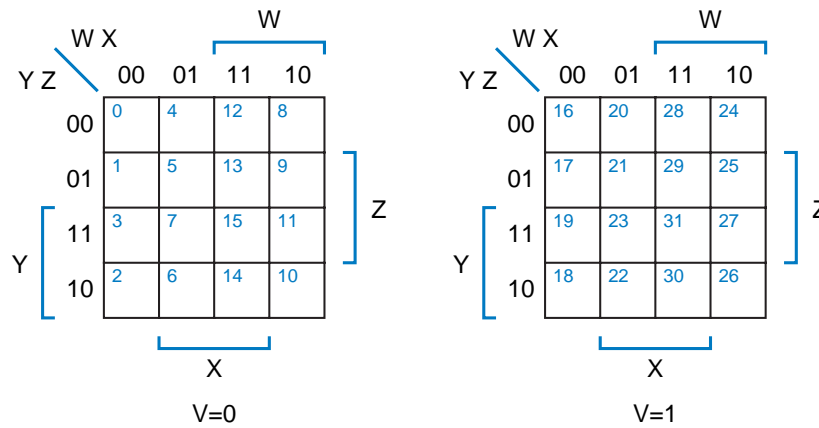 W
W X
Y Z
00 01 11 10
00 0 4 12 8
01 1 5 13 9
Z
11 3 7 15 11
Y
10 2 6 14 10
X
V=0
W
W X
Y Z
00 01 11 10
00 16 20 28 24
01 17 21 29 25
Z
11 19 23 31 27
Y
10 18 22 30 26
X
V=1